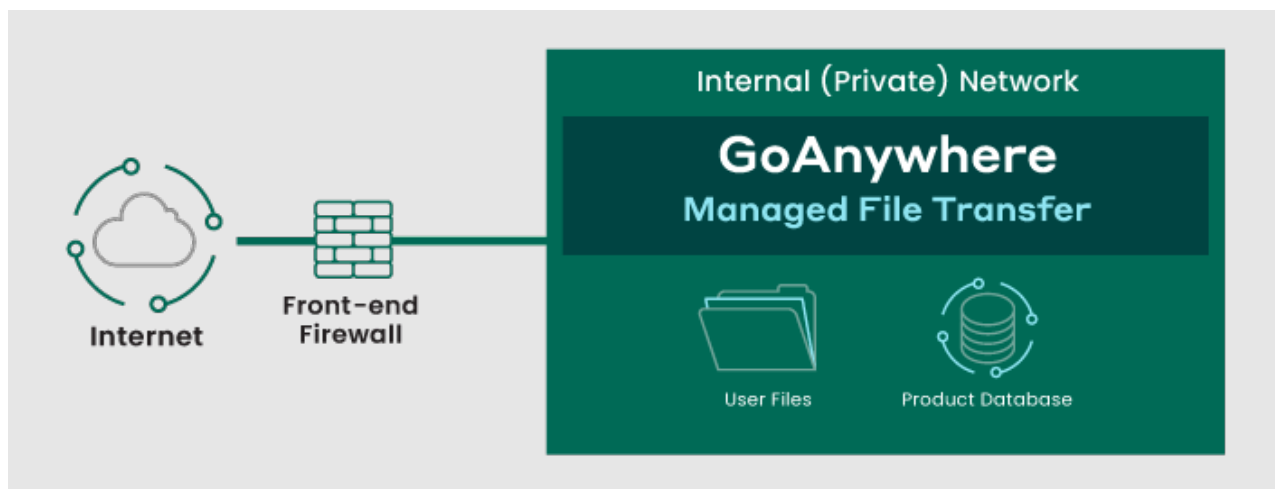 Internal (Private) Network
GoAnywhere
Managed File Transfer
Internet
Front-end
Firewall
User Files
Product Database